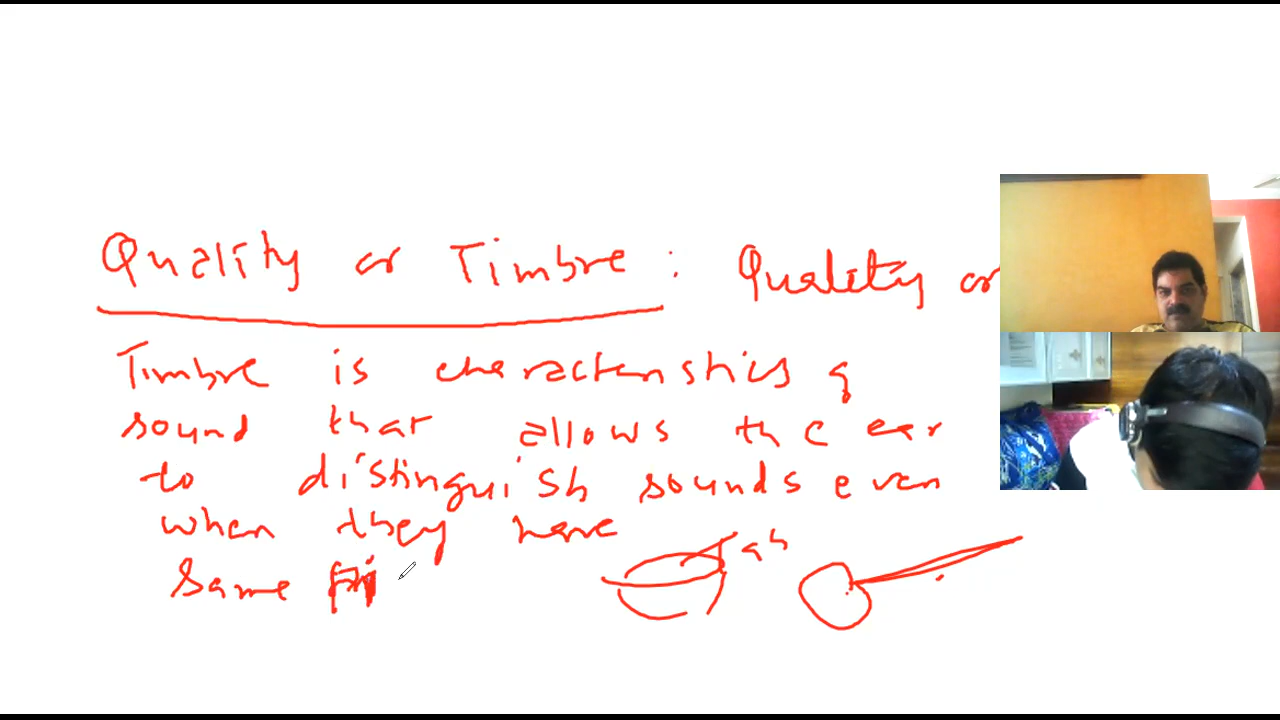 Quality or Timbre : Quality or
Timbre is characteristics of
sound that allows the ear
to distinguish sounds even
when they have
same